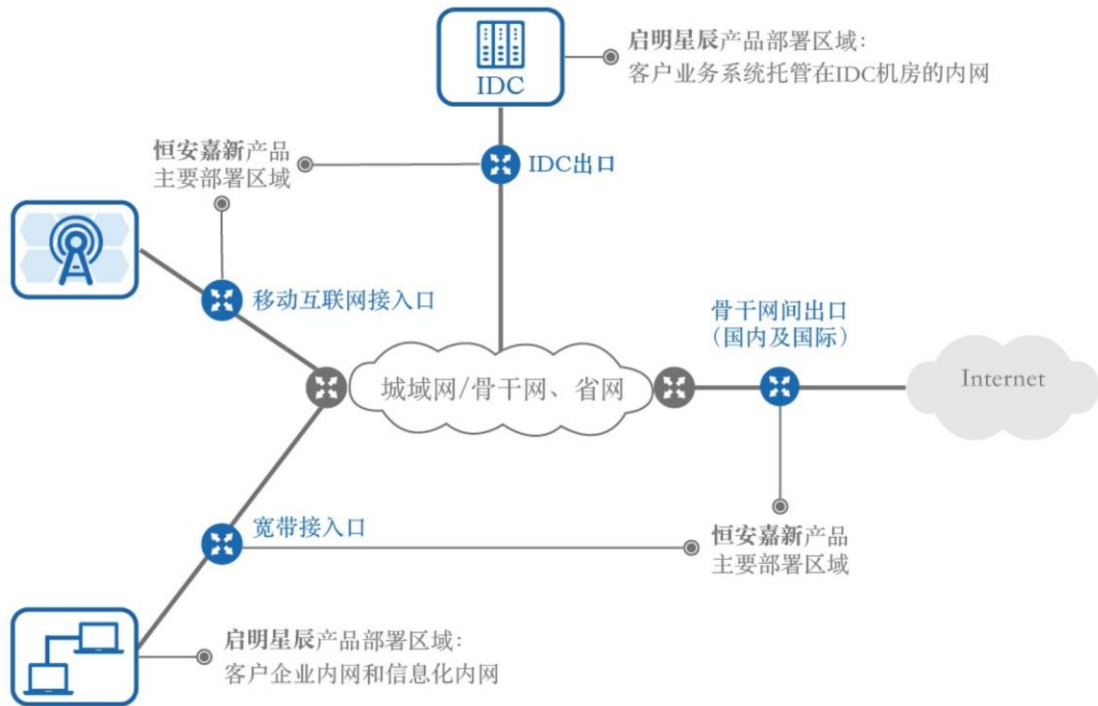 启明星辰产品部署区域：
客户业务系统托管在IDC机房的内网
IDC
恒安嘉新产品
主要部署区域
IDC出口
移动互联网接入口
骨干网间出口
（国内及国际）
城域网/骨干网、省网
Internet
宽带接入口
恒安嘉新产品
主要部署区域
启明星辰产品部署区域：
客户企业内网和信息化内网